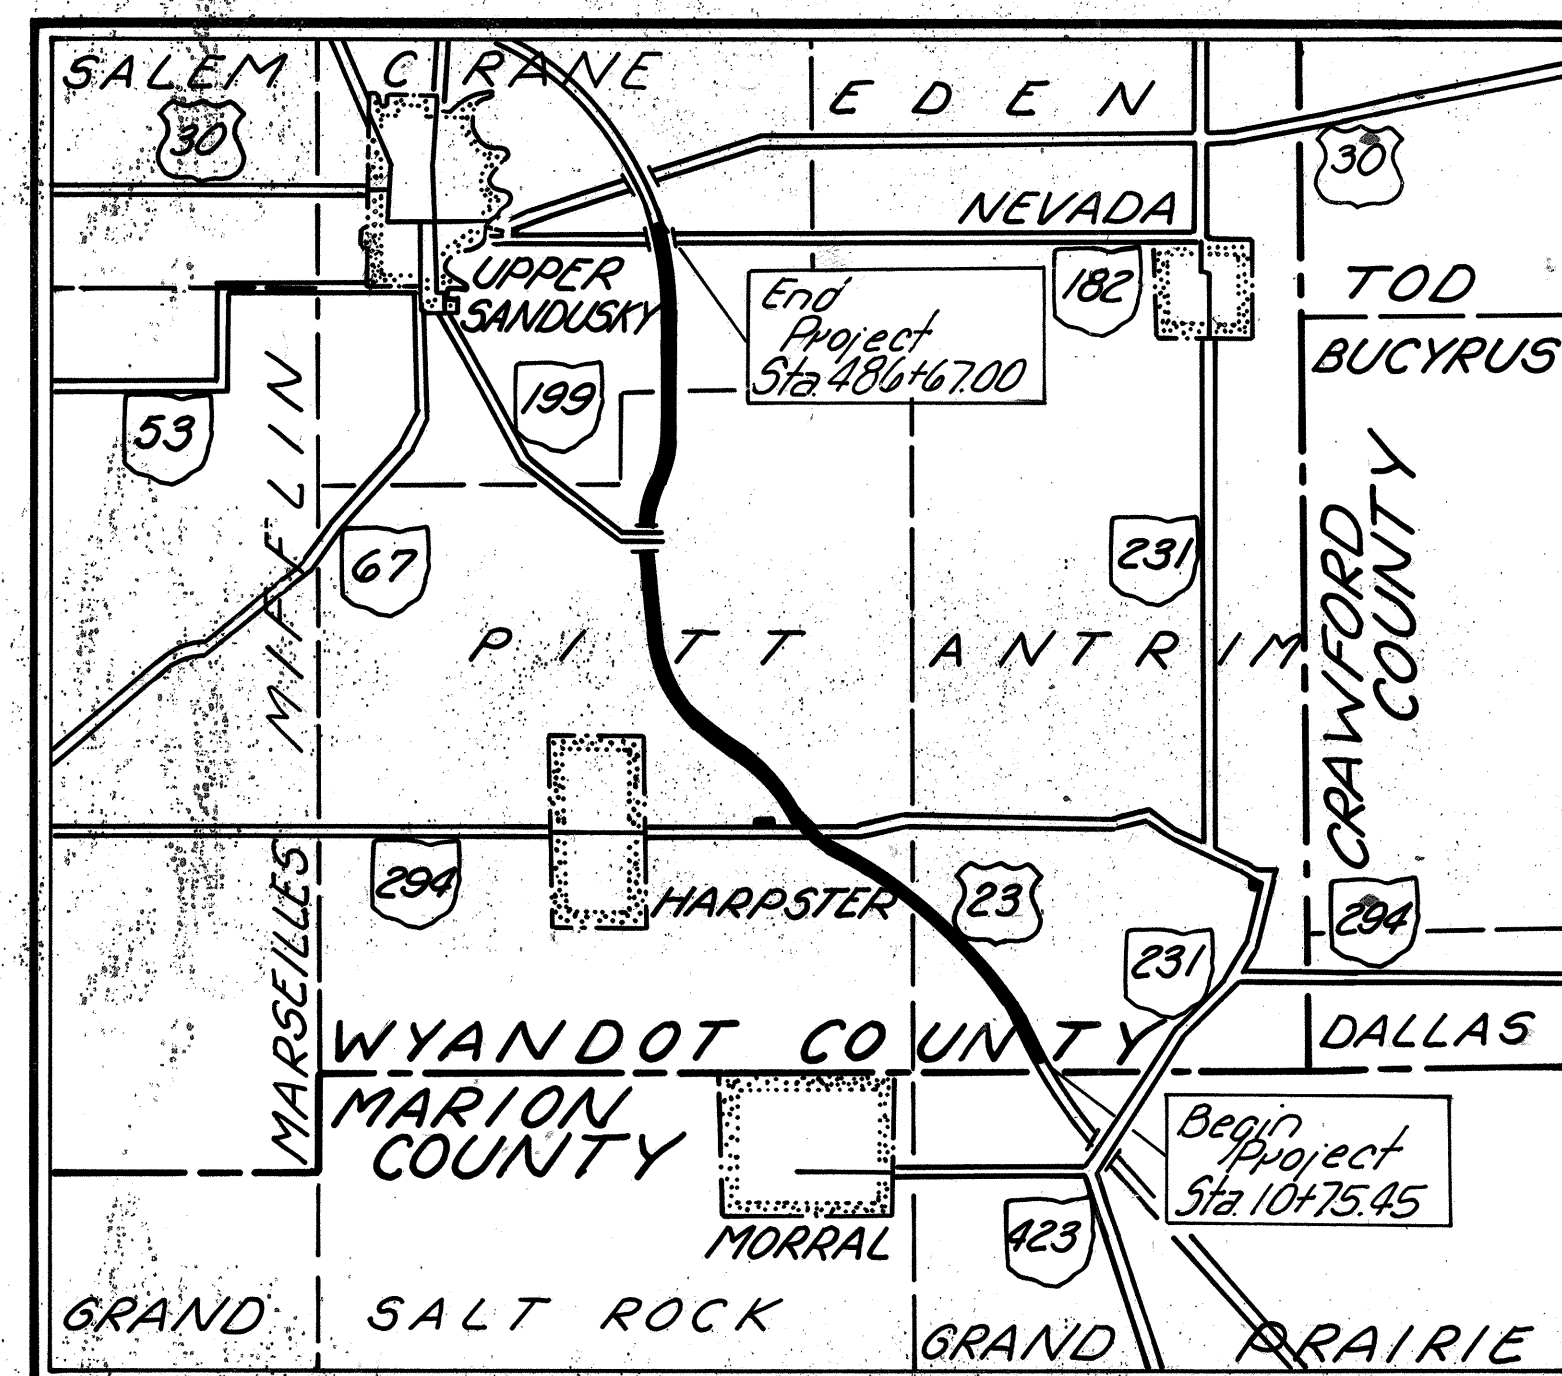 SALEM
CRANE
EDEN
30
30
NEVADA
UPPER
SANDUSKY
182
TOD
End
Project
Sta. 486+67.00
BUCYRUS
199
53
MIFFLIN
67
231
CRAWFORD
COUNTY
PITT
ANTRIM
294
HARPSTER
23
294
231
MARSEILLES
WYANDOT COUNTY
DALLAS
MARION
COUNTY
Begin
Project
Sta. 10+75.45
MORRAL
423
GRAND
SALT ROCK
GRAND PRAIRIE